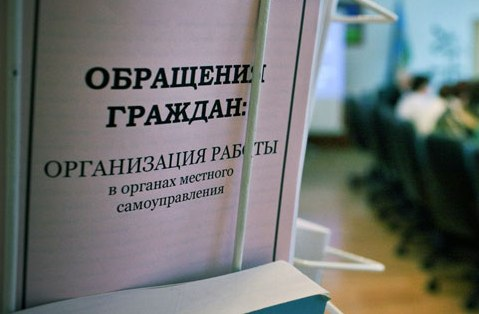 ОБРАЩЕНИЯ
ГРАЖДАН:
ОРГАНИЗАЦИЯ РАБОТЫ
в органах местного
самоуправления